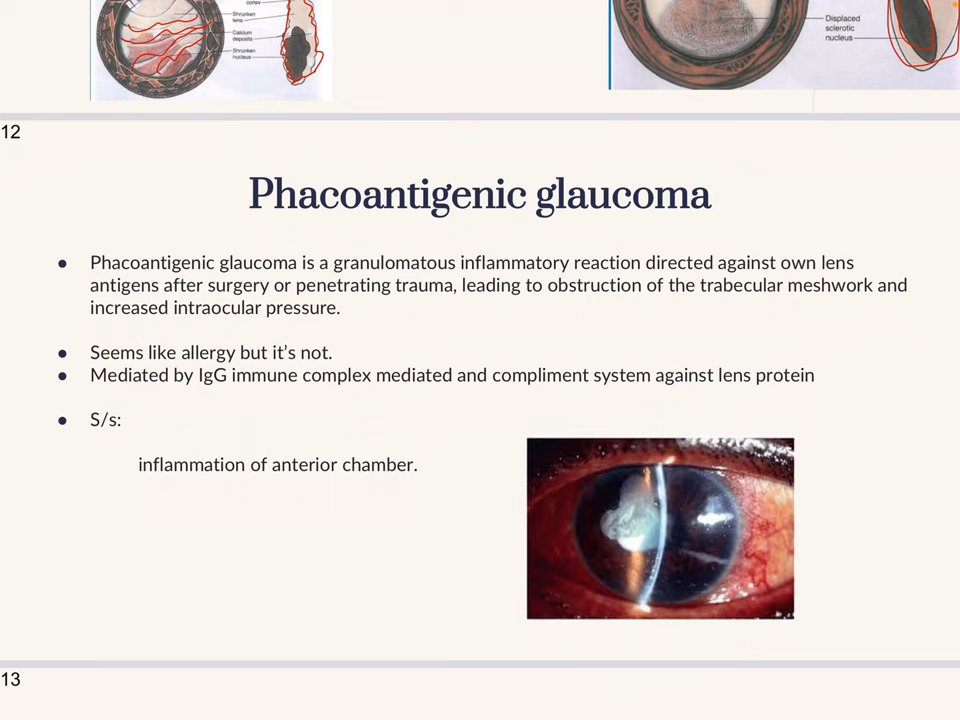 cortex
Shrunken
lens
Calcium
deposits
Shrunken
nucleus
Displaced
sclerotic
nucleus
12
Phacoantigenic glaucoma
● Phacoantigenic glaucoma is a granulomatous inflammatory reaction directed against own lens
antigens after surgery or penetrating trauma, leading to obstruction of the trabecular meshwork and
increased intraocular pressure.
● Seems like allergy but it’s not.
● Mediated by IgG immune complex mediated and compliment system against lens protein
● S/s:
inflammation of anterior chamber.
13